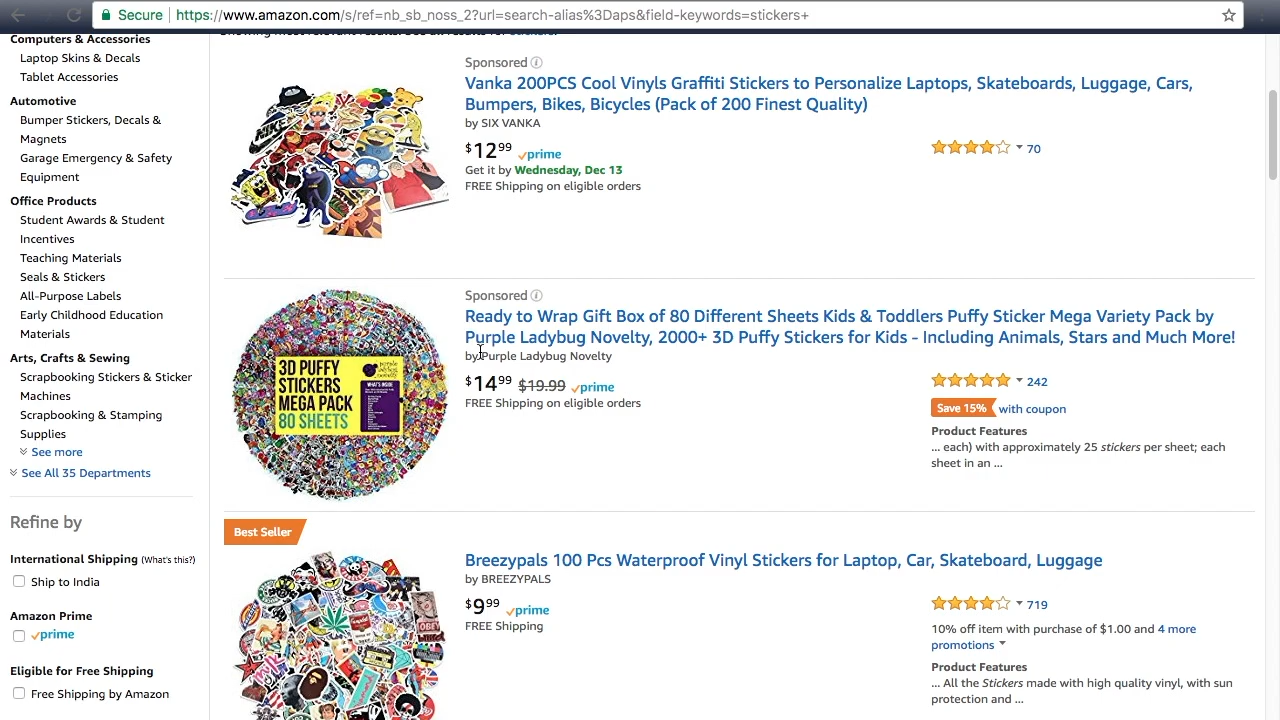 Secure
https://www.amazon.com/s/ref=nb_sb_noss_2?url=search-alias%3Daps&field-keywords=stickers+
Computers & Accessories
Laptop Skins & Decals
Tablet Accessories
Automotive
Bumper Stickers, Decals &
Magnets
Garage Emergency & Safety
Equipment
Office Products
Student Awards & Student
Incentives
Teaching Materials
Seals & Stickers
All-Purpose Labels
Early Childhood Education
Materials
Arts, Crafts & Sewing
Scrapbooking Stickers & Sticker
Machines
Scrapbooking & Stamping
Supplies
See more
See All 35 Departments
Refine by
International Shipping (What's this?)
Ship to India
Amazon Prime
prime
Eligible for Free Shipping
Free Shipping by Amazon
Sponsored
Vanka 200PCS Cool Vinyls Graffiti Stickers to Personalize Laptops, Skateboards, Luggage, Cars,
Bumpers, Bikes, Bicycles (Pack of 200 Finest Quality)
by SIX VANKA
$12 99 prime
Get it by Wednesday, Dec 13
FREE Shipping on eligible orders
70
Sponsored
Ready to Wrap Gift Box of 80 Different Sheets Kids & Toddlers Puffy Sticker Mega Variety Pack by
Purple Ladybug Novelty, 2000+ 3D Puffy Stickers for Kids - Including Animals, Stars and Much More!
by Purple Ladybug Novelty
$14 99 $19.99 prime
FREE Shipping on eligible orders
242
Save 15% with coupon
Product Features
... each) with approximately 25 stickers per sheet; each
sheet in an ...
3D PUFFY
STICKERS
MEGA PACK
80 SHEETS
WHAT'S INSIDE
Best Seller
Breezypals 100 Pcs Waterproof Vinyl Stickers for Laptop, Car, Skateboard, Luggage
by BREEZYPALS
$9 99 prime
FREE Shipping
719
10% off item with purchase of $1.00 and 4 more
promotions
Product Features
... All the Stickers made with high quality vinyl, with sun
protection and ...
OBEY